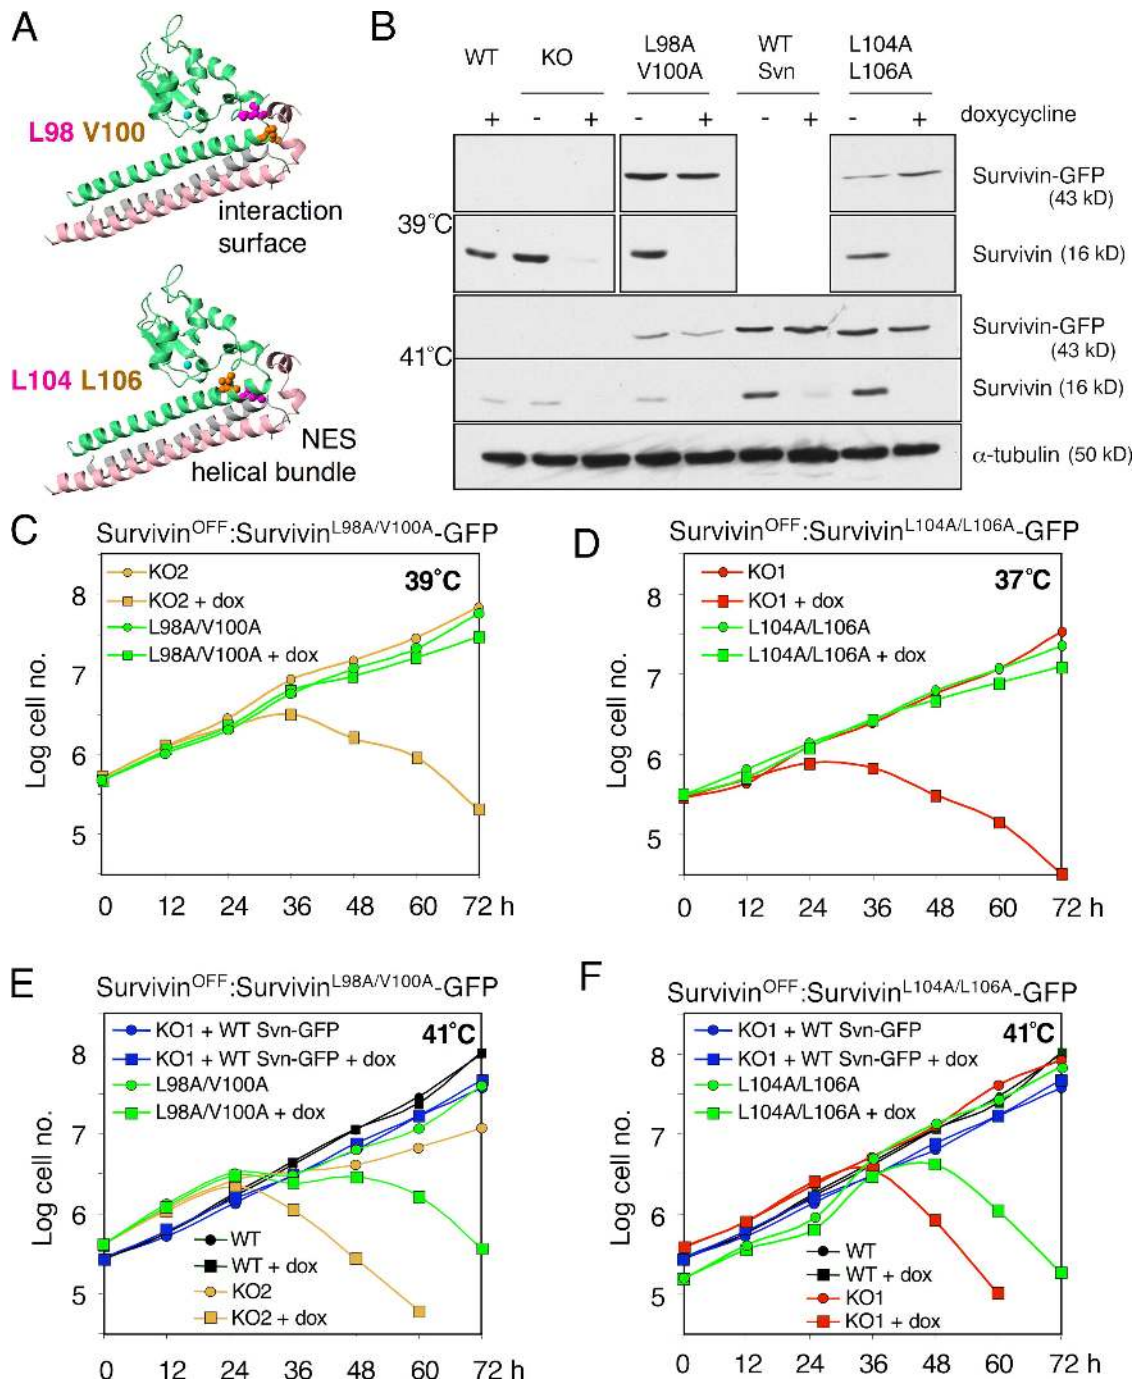 A
L98 V100
interaction
surface
L104 L106
NES
helical bundle
B
WT
KO
L98A
V100A
WT
Svn
L104A
L106A
+ - + - + - + - + doxycycline
39°C
Survivin-GFP
(43 kD)
Survivin (16 kD)
41°C
Survivin-GFP
(43 kD)
Survivin (16 kD)
α-tubulin (50 kD)
C
SurvivinOFF:SurvivinL98A/V100A-GFP
39°C
KO2
KO2 + dox
L98A/V100A
L98A/V100A + dox
Log cell no.
8
7
6
5
0 12 24 36 48 60 72 h
D
SurvivinOFF:SurvivinL104A/L106A-GFP
37°C
KO1
KO1 + dox
L104A/L106A
L104A/L106A + dox
Log cell no.
8
7
6
5
0 12 24 36 48 60 72 h
E
SurvivinOFF:SurvivinL98A/V100A-GFP
41°C
KO1 + WT Svn-GFP
KO1 + WT Svn-GFP + dox
L98A/V100A
L98A/V100A + dox
WT
WT + dox
KO2
KO2 + dox
Log cell no.
8
7
6
5
0 12 24 36 48 60 72 h
F
SurvivinOFF:SurvivinL104A/L106A-GFP
41°C
KO1 + WT Svn-GFP
KO1 + WT Svn-GFP + dox
L104A/L106A
L104A/L106A + dox
WT
WT + dox
KO1
KO1 + dox
Log cell no.
8
7
6
5
0 12 24 36 48 60 72 h